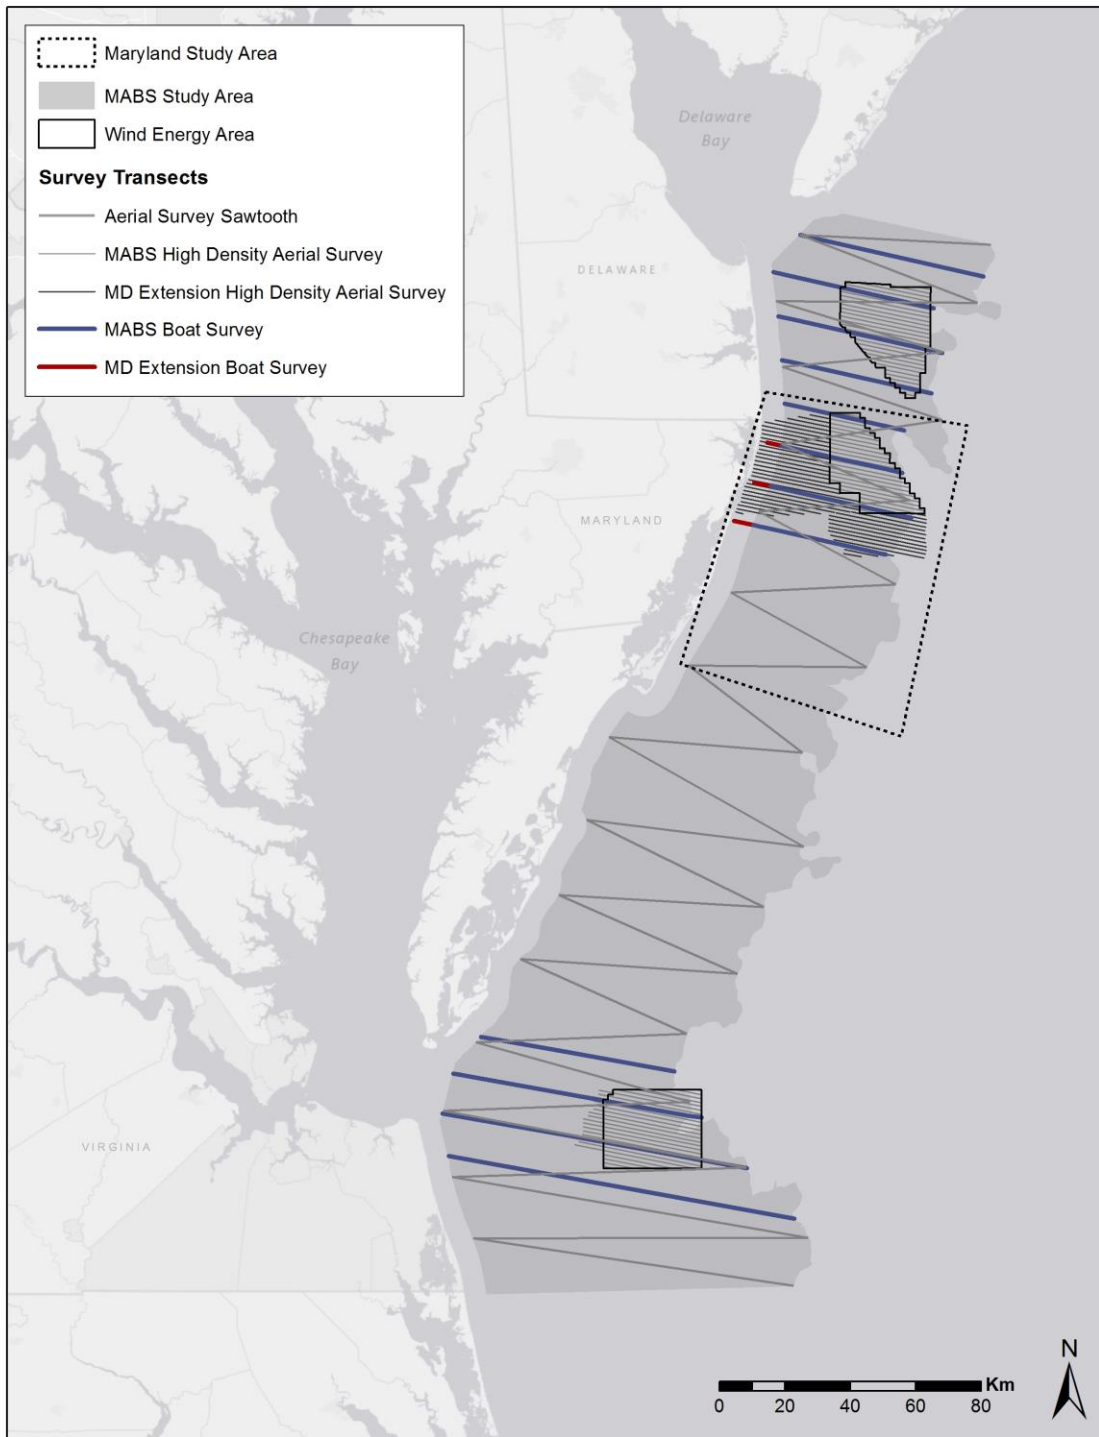 Maryland Study Area
MABS Study Area
Wind Energy Area
Survey Transects
Aerial Survey Sawtooth
MABS High Density Aerial Survey
MD Extension High Density Aerial Survey
MABS Boat Survey
MD Extension Boat Survey
Delaware
Bay
DELAWARE
MARYLAND
Chesapeake
Bay
VIRGINIA
N
Km
0 20 40 60 80